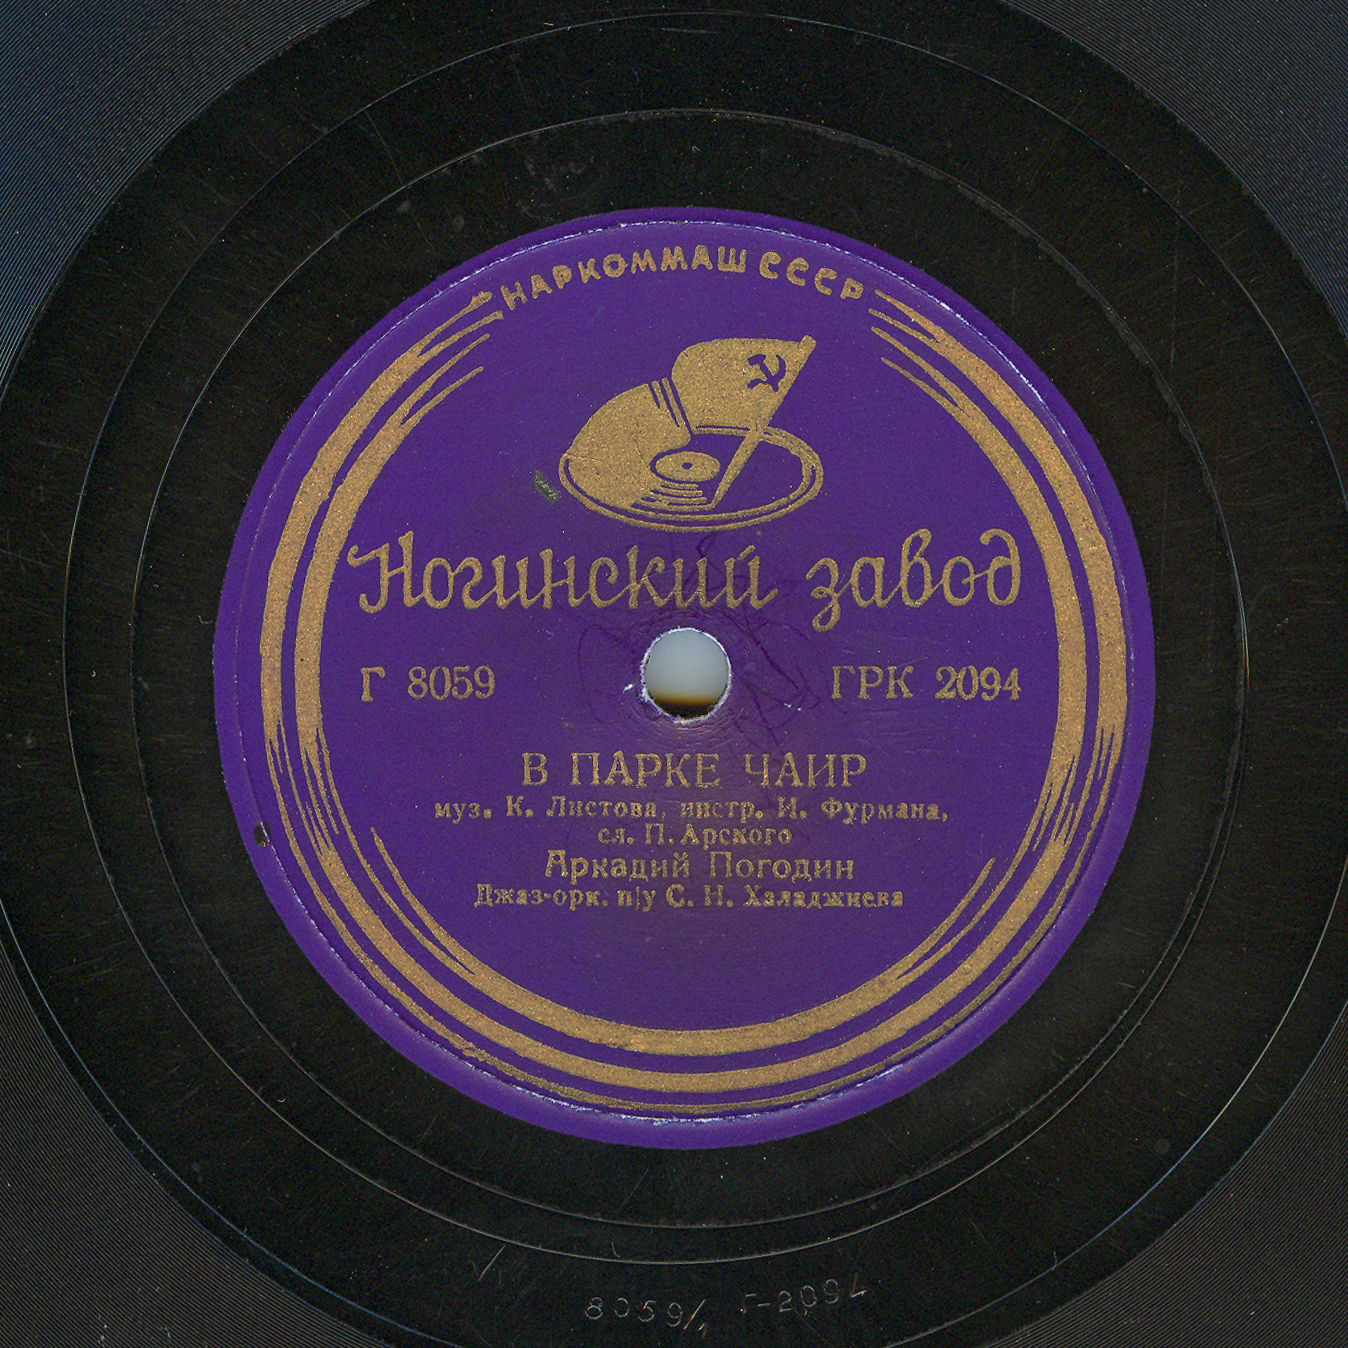 НАРКОММАШ СССР
Ногинский завод
Г 8059 ГРК 2094
В ПАРКЕ ЧАИР
муз. К. Листова, инстр. И. Фурмана,
сл. П. Арского
Аркадий Погодин
Джаз-орк. п/у С. Н. Халаджиева
8059/, Г-2094